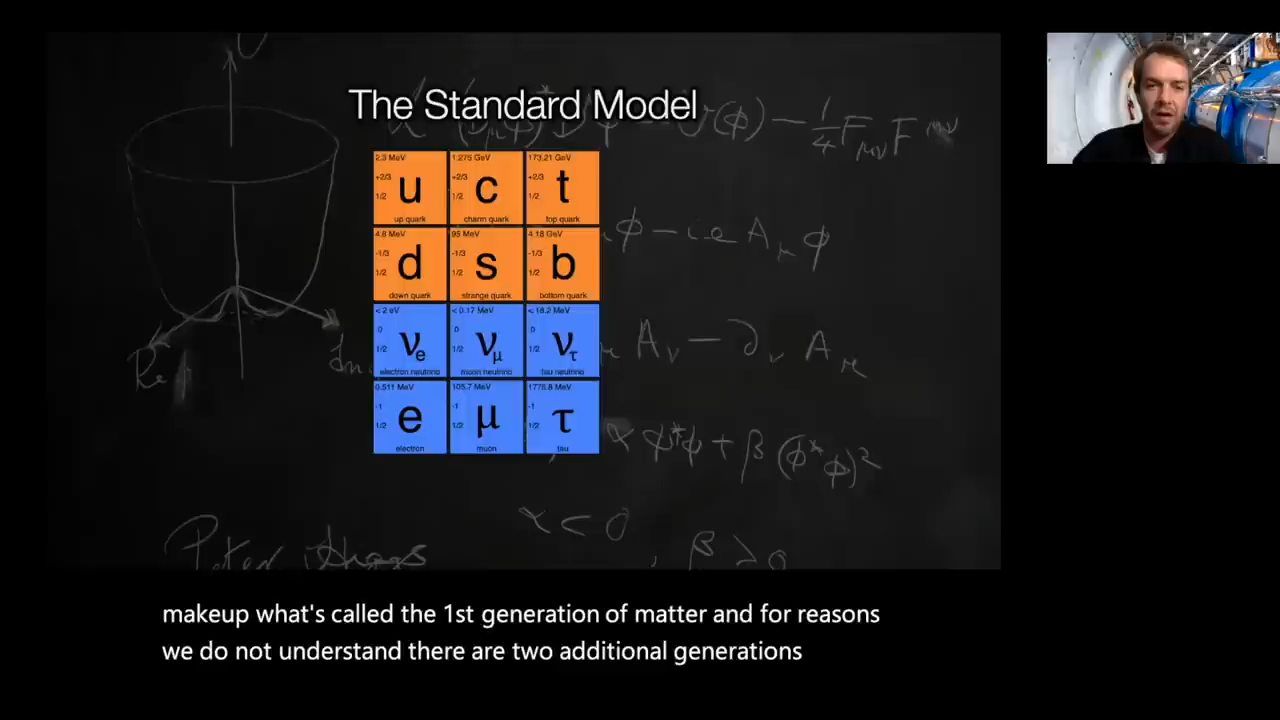 The Standard Model
2.3 MeV 1.275 GeV 173.21 GeV
+2/3 +2/3 +2/3
u c t
1/2 1/2 1/2
up quark charm quark top quark
4.8 MeV 95 MeV 4.18 GeV
-1/3 -1/3 -1/3
d s b
1/2 1/2 1/2
down quark strange quark bottom quark
< 2 eV < 0.17 MeV < 18.2 MeV
0 0 0
νe νμ ντ
1/2 1/2 1/2
electron neutrino muon neutrino tau neutrino
0.511 MeV 105.7 MeV 1776.8 MeV
-1 -1 -1
e μ τ
1/2 1/2 1/2
electron muon tau
α < 0, β > 0
Peter Higgs
makeup what's called the 1st generation of matter and for reasons
we do not understand there are two additional generations